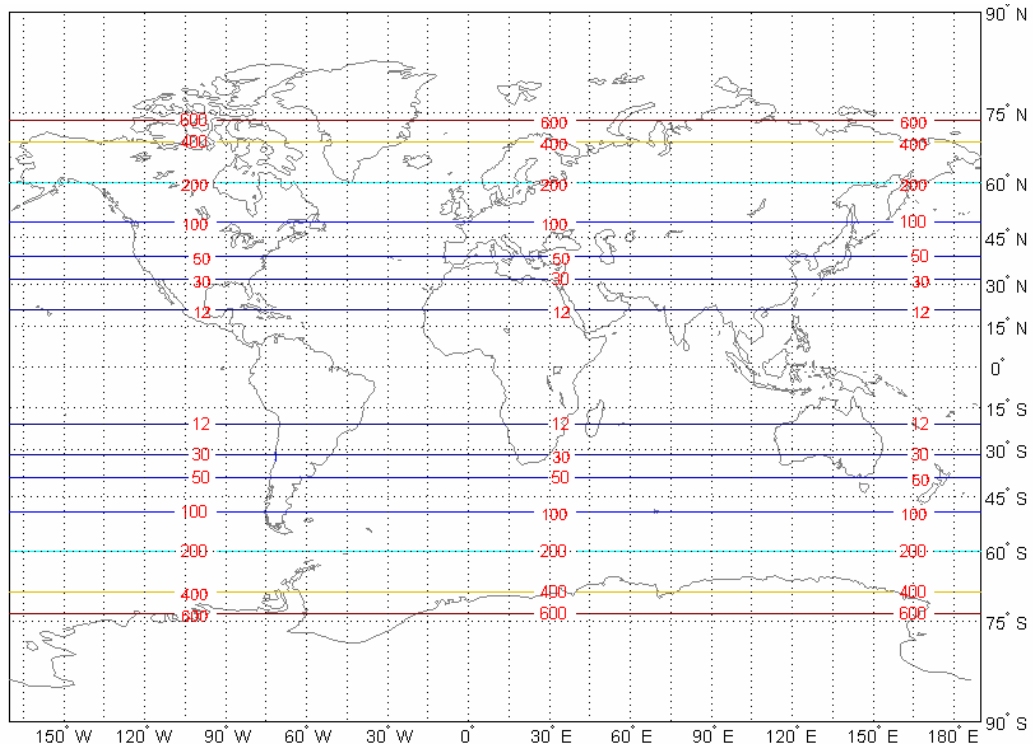 90° N
75° N
600 600 600
400 400 400
60° N
200 200 200
100 100 100
45° N
50 50 50
30° N
30 30 30
12 12 12
15° N
0°
15° S
12 12 12
30° S
30 30 30
50 50 50
45° S
100 100 100
200 200 200
60° S
400 400 400
600 600 600
75° S
90° S
150° W 120° W 90° W 60° W 30° W 0° 30° E 60° E 90° E 120° E 150° E 180° E